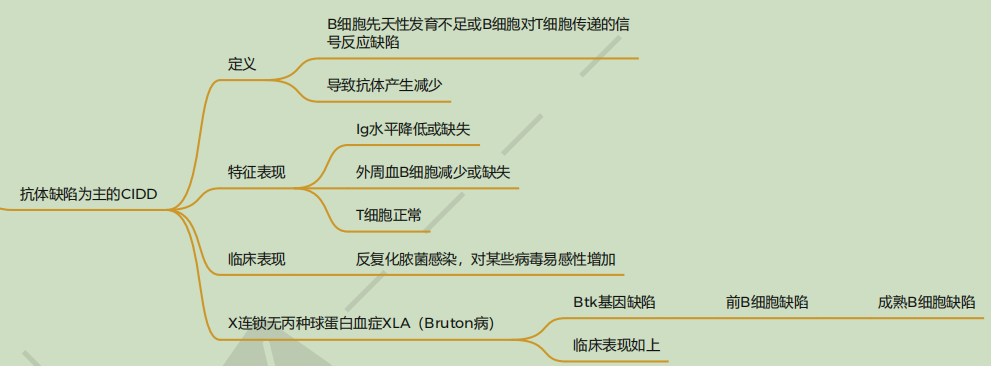 B细胞先天性发育不足或B细胞对T细胞传递的信
号反应缺陷
定义
导致抗体产生减少
Ig水平降低或缺失
特征表现
外周血B细胞减少或缺失
抗体缺陷为主的CIDD
T细胞正常
临床表现
反复化脓菌感染，对某些病毒易感性增加
Btk基因缺陷
前B细胞缺陷
成熟B细胞缺陷
X连锁无丙种球蛋白血症XLA（Bruton病）
临床表现如上